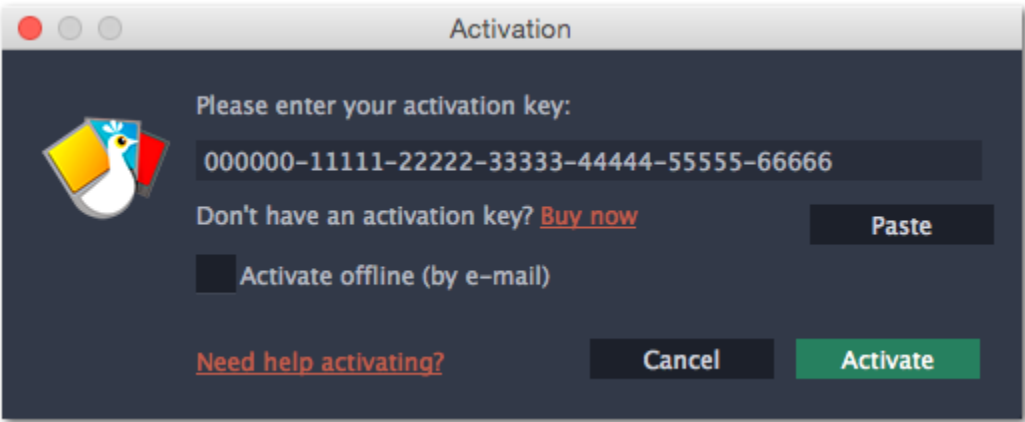 Activation
Please enter your activation key:
000000-11111-22222-33333-44444-55555-66666
Don't have an activation key? Buy now
Paste
Activate offline (by e-mail)
Need help activating?
Cancel
Activate